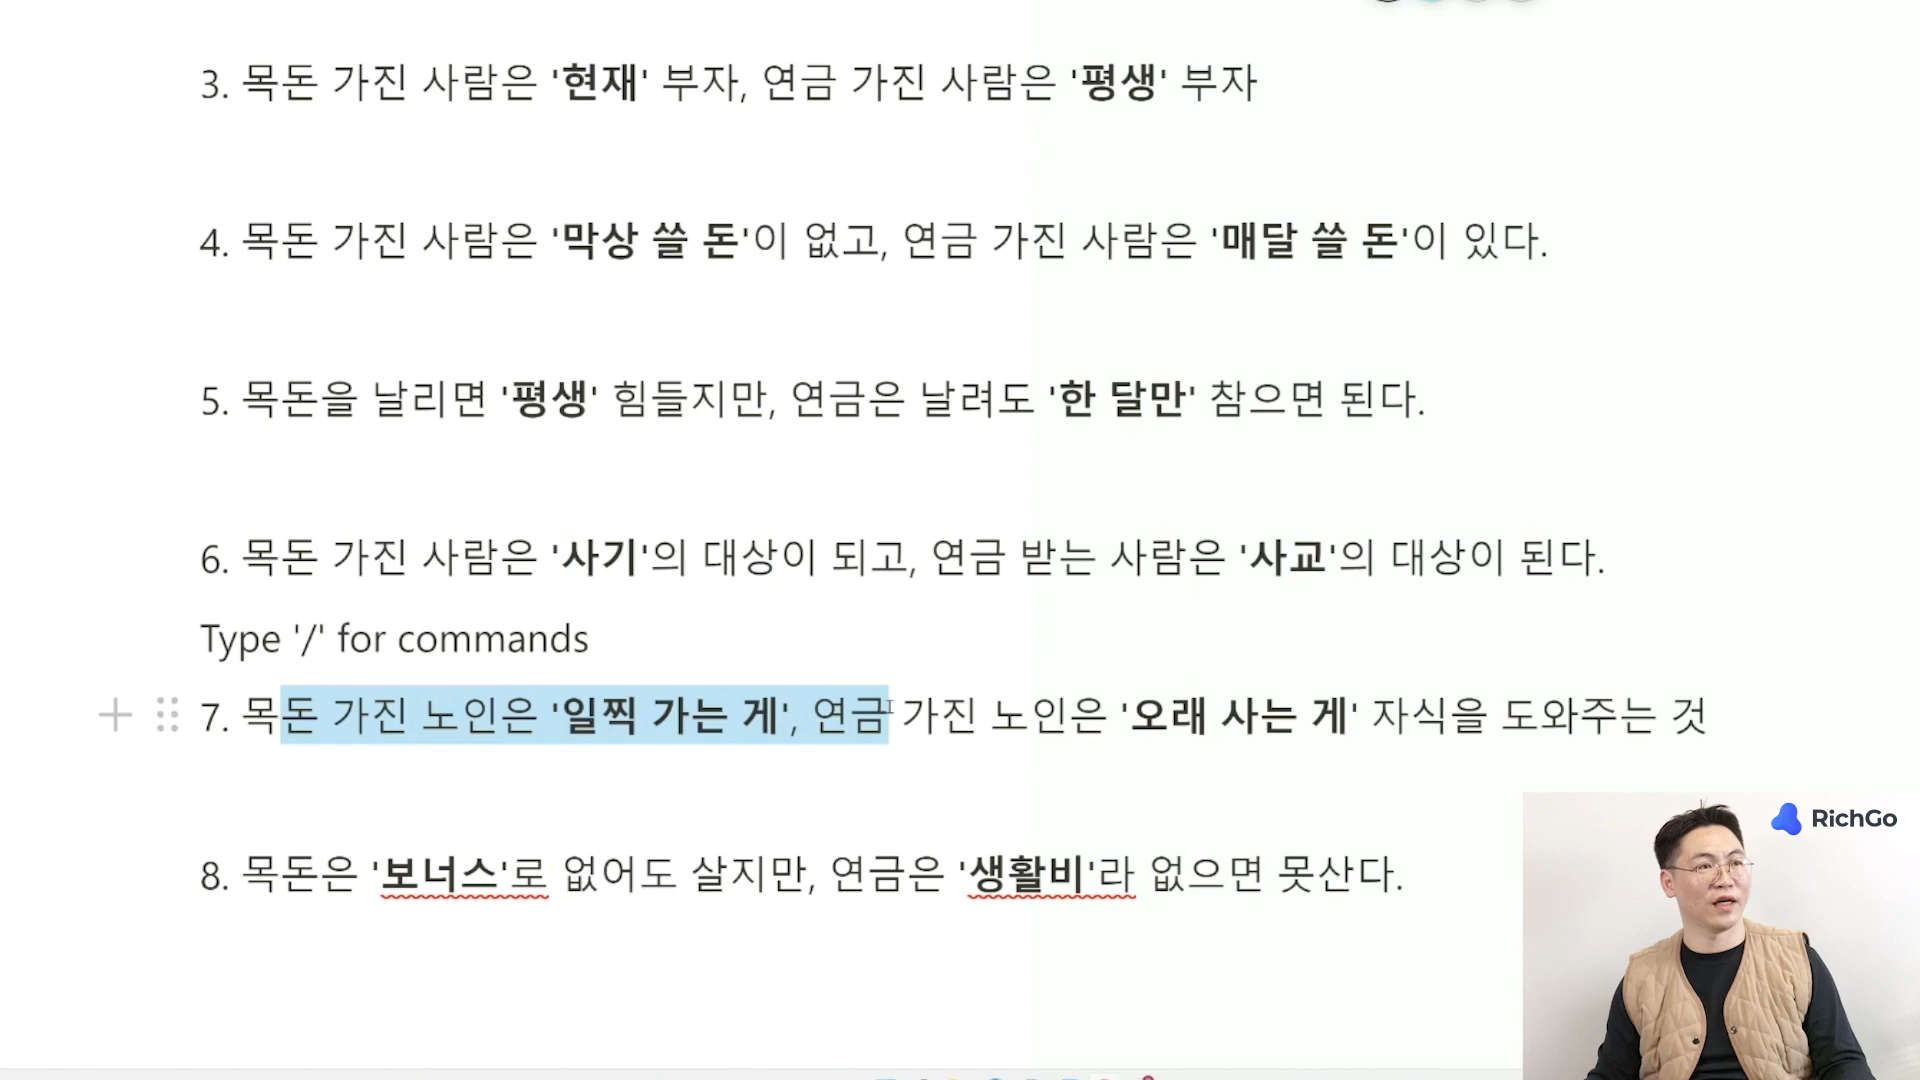 3. 목돈 가진 사람은 '현재' 부자, 연금 가진 사람은 '평생' 부자
4. 목돈 가진 사람은 '막상 쓸 돈'이 없고, 연금 가진 사람은 '매달 쓸 돈'이 있다.
5. 목돈을 날리면 '평생' 힘들지만, 연금은 날려도 '한 달만' 참으면 된다.
6. 목돈 가진 사람은 '사기'의 대상이 되고, 연금 받는 사람은 '사교'의 대상이 된다.
Type '/' for commands
7. 목돈 가진 노인은 '일찍 가는 게', 연금 가진 노인은 '오래 사는 게' 자식을 도와주는 것
8. 목돈은 '보너스'로 없어도 살지만, 연금은 '생활비'라 없으면 못산다.
RichGo